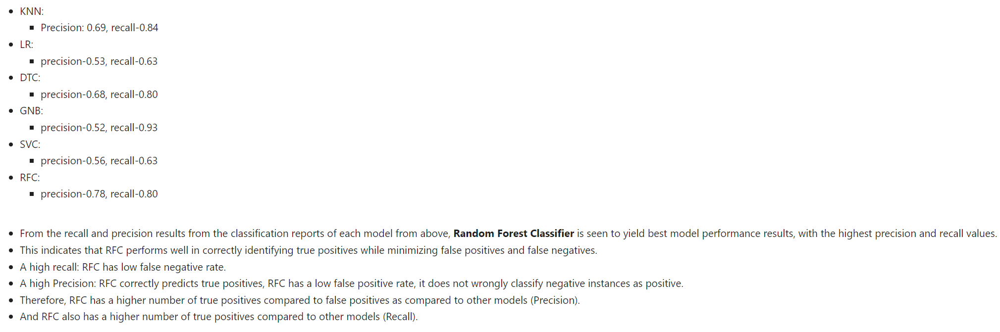 KNN:
Precision: 0.69, recall-0.84
LR:
precision-0.53, recall-0.63
DTC:
precision-0.68, recall-0.80
GNB:
precision-0.52, recall-0.93
SVC:
precision-0.56, recall-0.63
RFC:
precision-0.78, recall-0.80
From the recall and precision results from the classification reports of each model from above, Random Forest Classifier is seen to yield best model performance results, with the highest precision and recall values.
This indicates that RFC performs well in correctly identifying true positives while minimizing false positives and false negatives.
A high recall: RFC has low false negative rate.
A high Precision: RFC correctly predicts true positives, RFC has a low false positive rate, it does not wrongly classify negative instances as positive.
Therefore, RFC has a higher number of true positives compared to false positives as compared to other models (Precision).
And RFC also has a higher number of true positives compared to other models (Recall).